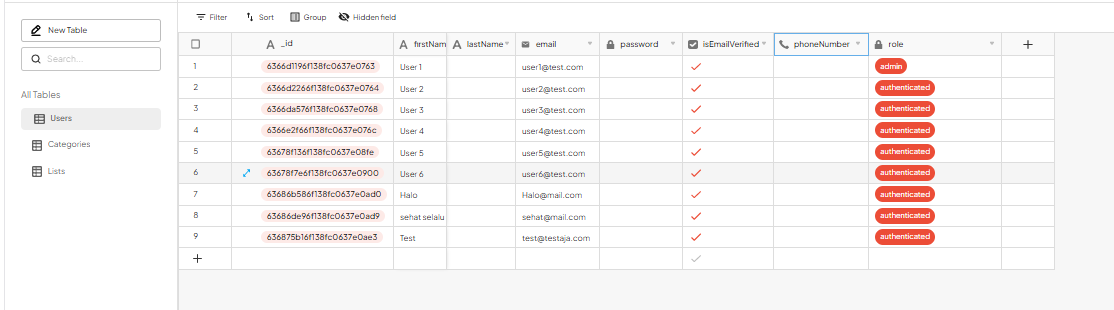 New Table
Search...
All Tables
Users
Categories
Lists
Filter Sort Group Hidden field
_id firstNam lastName email password isEmailVerified phoneNumber role
1 6366d1196f138fc0637e0763 User 1 user1@test.com admin
2 6366d2266f138fc0637e0764 User 2 user2@test.com authenticated
3 6366da576f138fc0637e0768 User 3 user3@test.com authenticated
4 6366e2f66f138fc0637e076c User 4 user4@test.com authenticated
5 63678f136f138fc0637e08fe User 5 user5@test.com authenticated
6 63678f7e6f138fc0637e0900 User 6 user6@test.com authenticated
7 63686b586f138fc0637e0ad0 Halo Halo@mail.com authenticated
8 63686de96f138fc0637e0ad9 sehat selalu sehat@mail.com authenticated
9 636875b16f138fc0637e0ae3 Test test@testaja.com authenticated